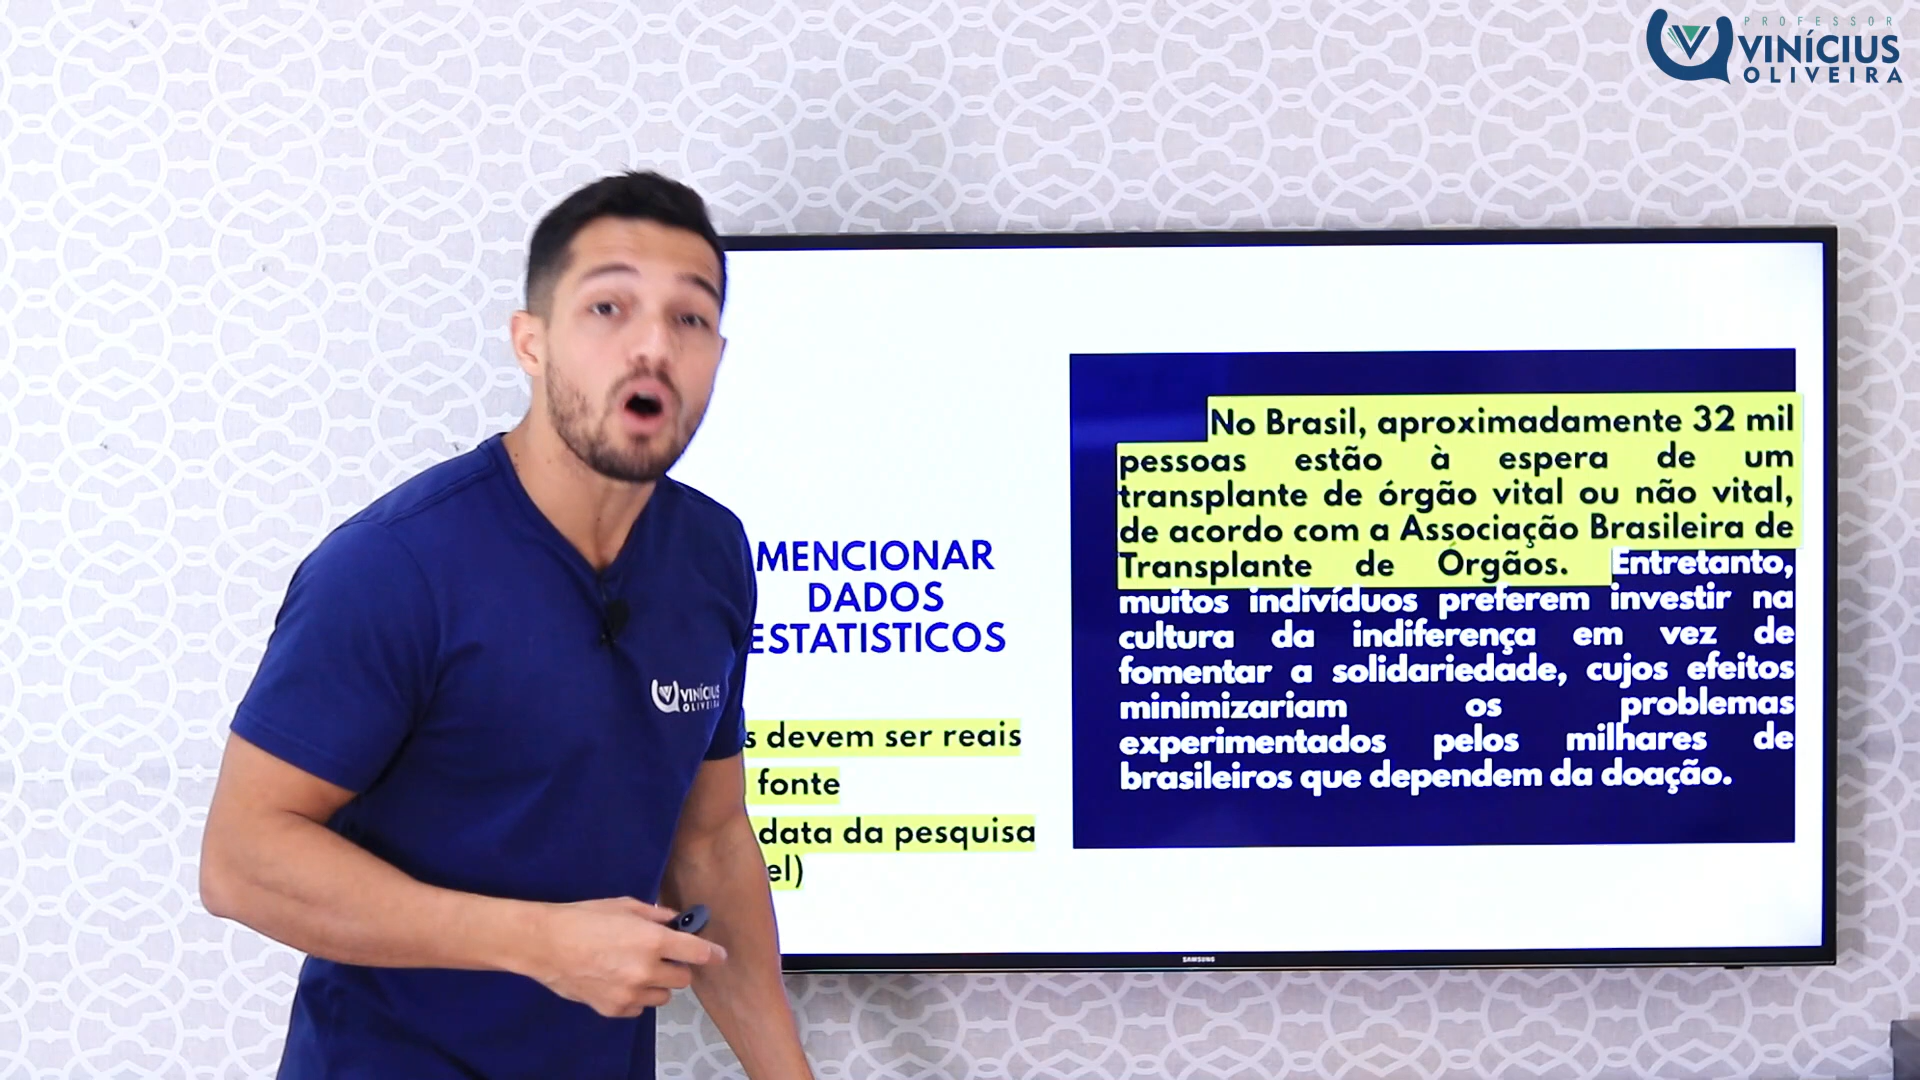 PROFESSOR
VINÍCIUS
OLIVEIRA
MENCIONAR
DADOS
ESTATISTICOS
s devem ser reais
fonte
data da pesquisa
el)
No Brasil, aproximadamente 32 mil
pessoas estão à espera de um
transplante de órgão vital ou não vital,
de acordo com a Associação Brasileira de
Transplante de Órgãos. Entretanto,
muitos indivíduos preferem investir na
cultura da indiferença em vez de
fomentar a solidariedade, cujos efeitos
minimizariam os problemas
experimentados pelos milhares de
brasileiros que dependem da doação.
VINÍCIUS
OLIVEIRA
SAMSUNG